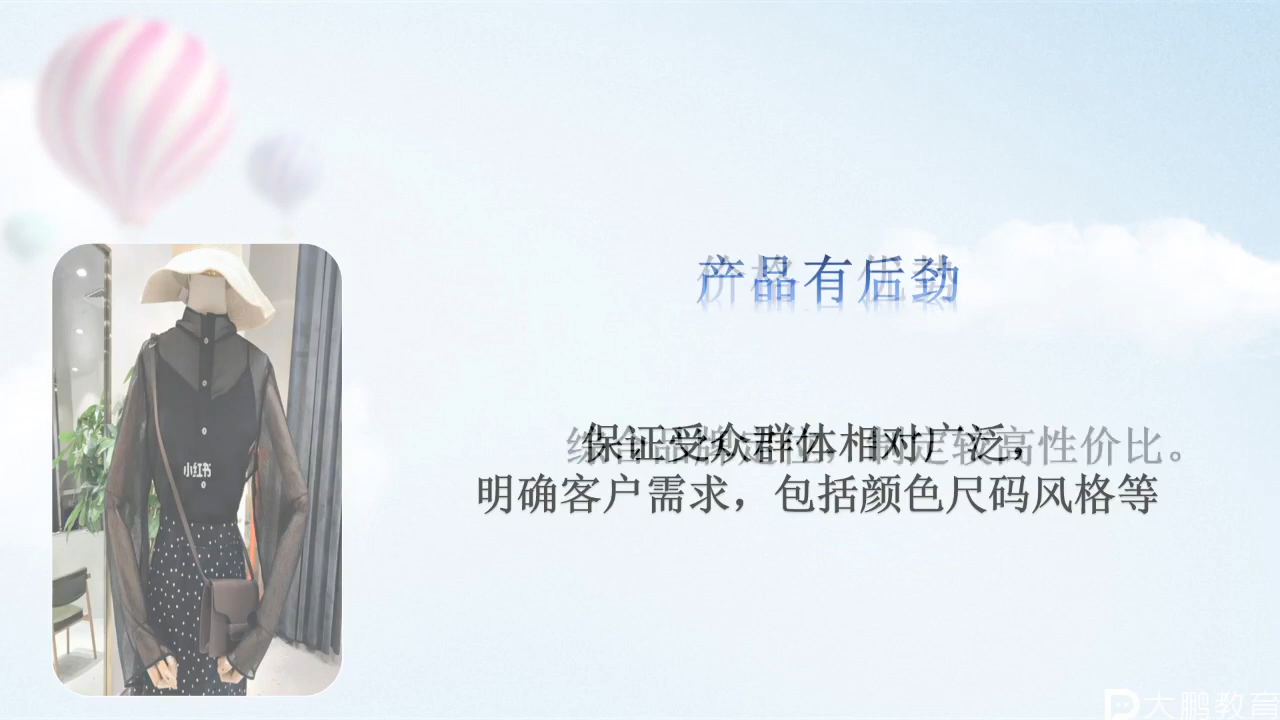 产品有后劲
保证受众群体相对广泛，
明确客户需求，包括颜色尺码风格等
小红书
大鹏教育